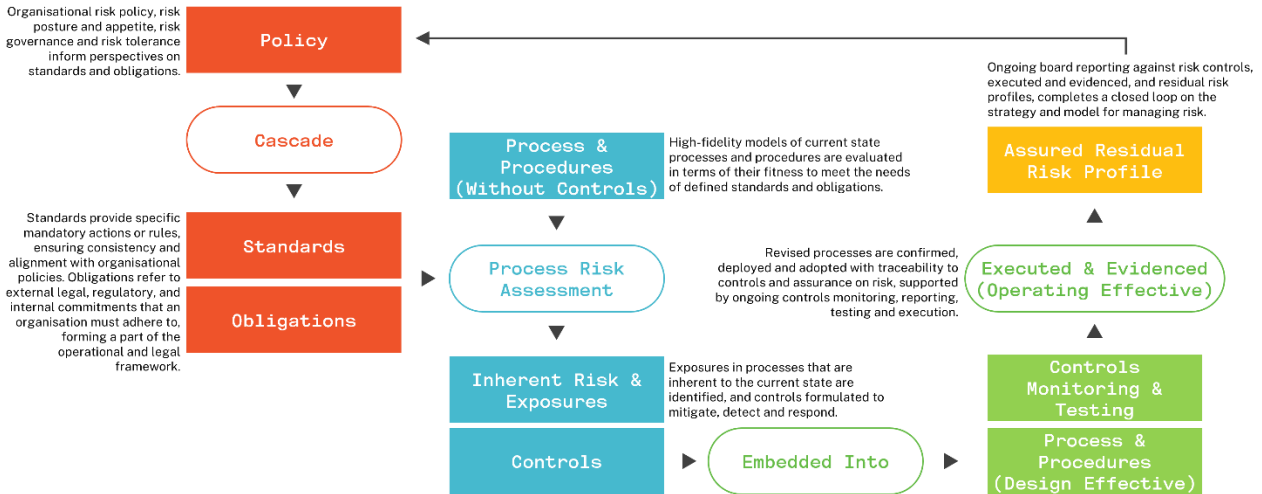 Organisational risk policy, risk
posture and appetite, risk
governance and risk tolerance
inform perspectives on
standards and obligations.
Policy
Cascade
Standards provide specific
mandatory actions or rules,
ensuring consistency and
alignment with organisational
policies. Obligations refer to
external legal, regulatory, and
internal commitments that an
organisation must adhere to,
forming a part of the
operational and legal
framework.
Standards
Obligations
Process &
Procedures
(Without Controls)
High-fidelity models of current state
processes and procedures are evaluated
in terms of their fitness to meet the needs
of defined standards and obligations.
Process Risk
Assessment
Inherent Risk &
Exposures
Exposures in processes that are
inherent to the current state are
identified, and controls formulated to
mitigate, detect and respond.
Controls
Embedded Into
Process &
Procedures
(Design Effective)
Controls
Monitoring &
Testing
Revised processes are confirmed,
deployed and adopted with traceability to
controls and assurance on risk, supported
by ongoing controls monitoring, reporting,
testing and execution.
Executed & Evidenced
(Operating Effective)
Assured Residual
Risk Profile
Ongoing board reporting against risk controls,
executed and evidenced, and residual risk
profiles, completes a closed loop on the
strategy and model for managing risk.